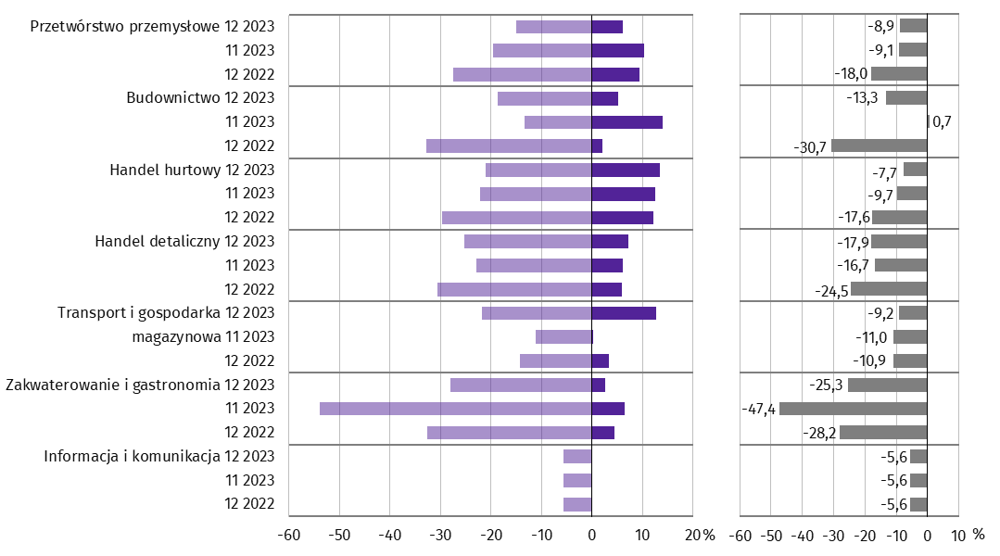 Przetwórstwo przemysłowe 12 2023 -8,9
11 2023 -9,1
12 2022 -18,0
Budownictwo 12 2023 -13,3
11 2023 0,7
12 2022 -30,7
Handel hurtowy 12 2023 -7,7
11 2023 -9,7
12 2022 -17,6
Handel detaliczny 12 2023 -17,9
11 2023 -16,7
12 2022 -24,5
Transport i gospodarka 12 2023 -9,2
magazynowa 11 2023 -11,0
12 2022 -10,9
Zakwaterowanie i gastronomia 12 2023 -25,3
11 2023 -47,4
12 2022 -28,2
Informacja i komunikacja 12 2023 -5,6
11 2023 -5,6
12 2022 -5,6
-60 -50 -40 -30 -20 -10 0 10 20 % -60 -50 -40 -30 -20 -10 0 10 %